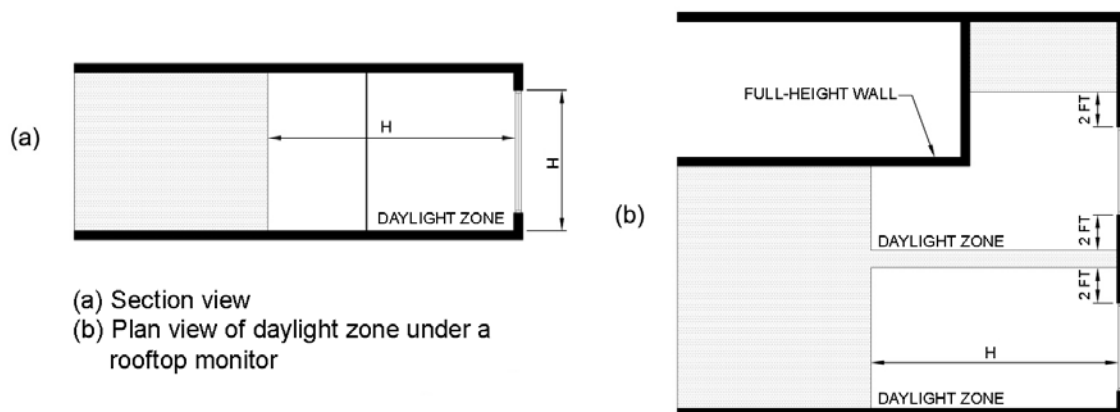 (a)
H
H
DAYLIGHT ZONE
(a) Section view
(b) Plan view of daylight zone under a
rooftop monitor
(b)
FULL-HEIGHT WALL
2 FT
2 FT
DAYLIGHT ZONE
2 FT
H
DAYLIGHT ZONE